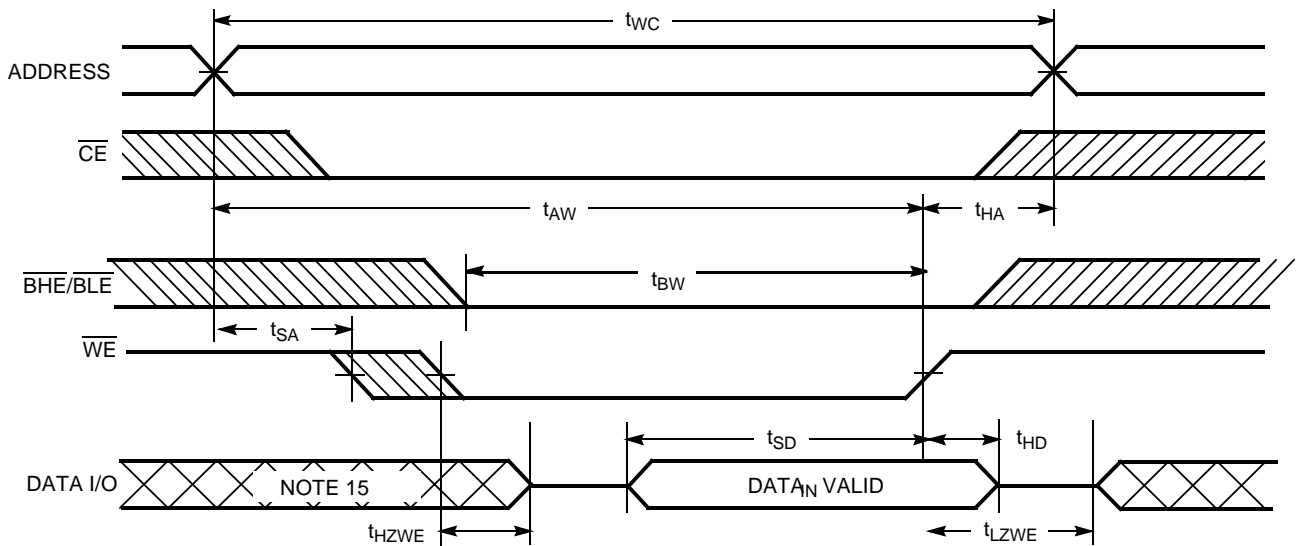 tWC
ADDRESS
CE
tAW
tHA
BHE/BLE
tBW
tSA
WE
tSD
tHD
DATA I/O
NOTE 15
DATAIN VALID
tHZWE
tLZWE